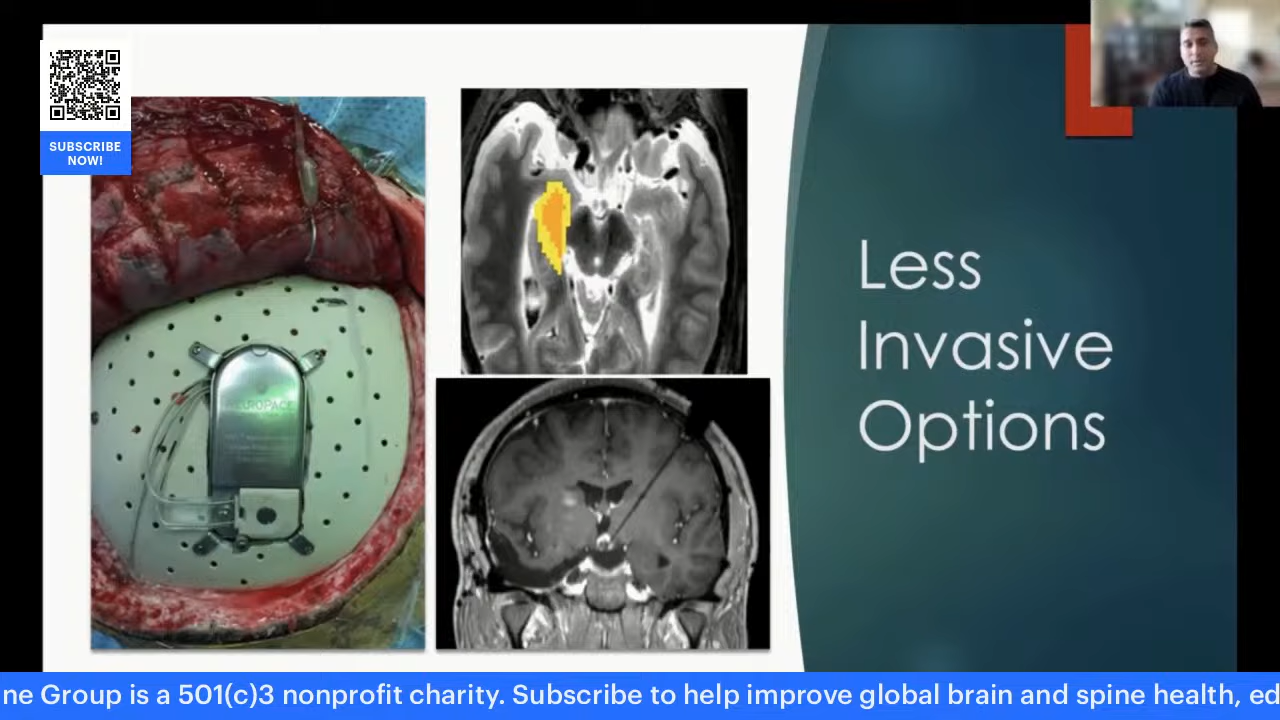 SUBSCRIBE
NOW!
NEUROPACE
Less
Invasive
Options
ne Group is a 501(c)3 nonprofit charity. Subscribe to help improve global brain and spine health, ed